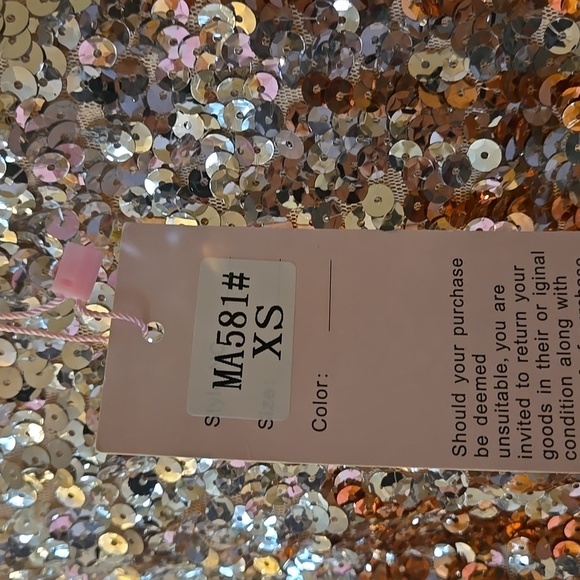 MA581#
XS
Color:
Should your purchase
be deemed
unsuitable, you are
invited to return your
goods in their or iginal
condition along with